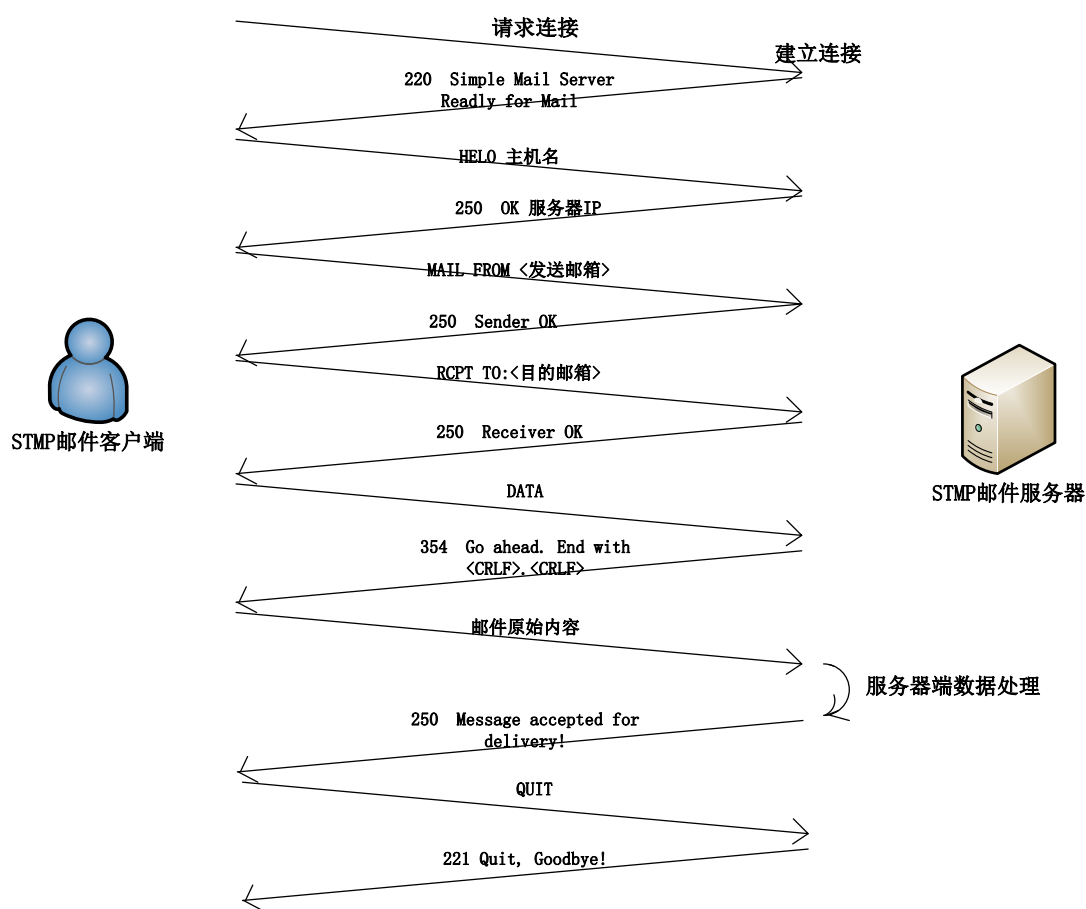 请求连接
建立连接
220 Simple Mail Server
Readly for Mail
HELO 主机名
250 OK 服务器IP
MAIL FROM <发送邮箱>
250 Sender OK
RCPT TO:<目的邮箱>
STMP邮件客户端
250 Receiver OK
DATA
STMP邮件服务器
354 Go ahead. End with
<CRLF>.<CRLF>
邮件原始内容
服务器端数据处理
250 Message accepted for
delivery!
QUIT
221 Quit, Goodbye!